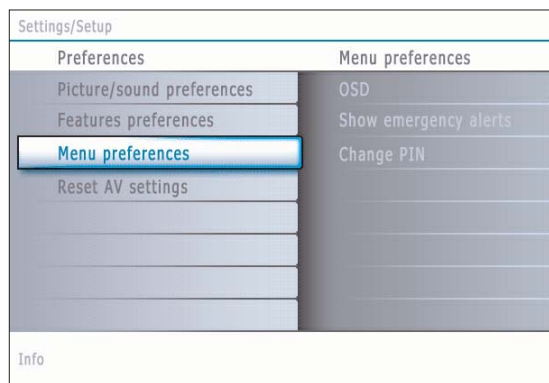 Settings/Setup
Preferences
Menu preferences
Picture/sound preferences
Features preferences
Menu preferences
Reset AV settings
OSD
Show emergency alerts
Change PIN
Info